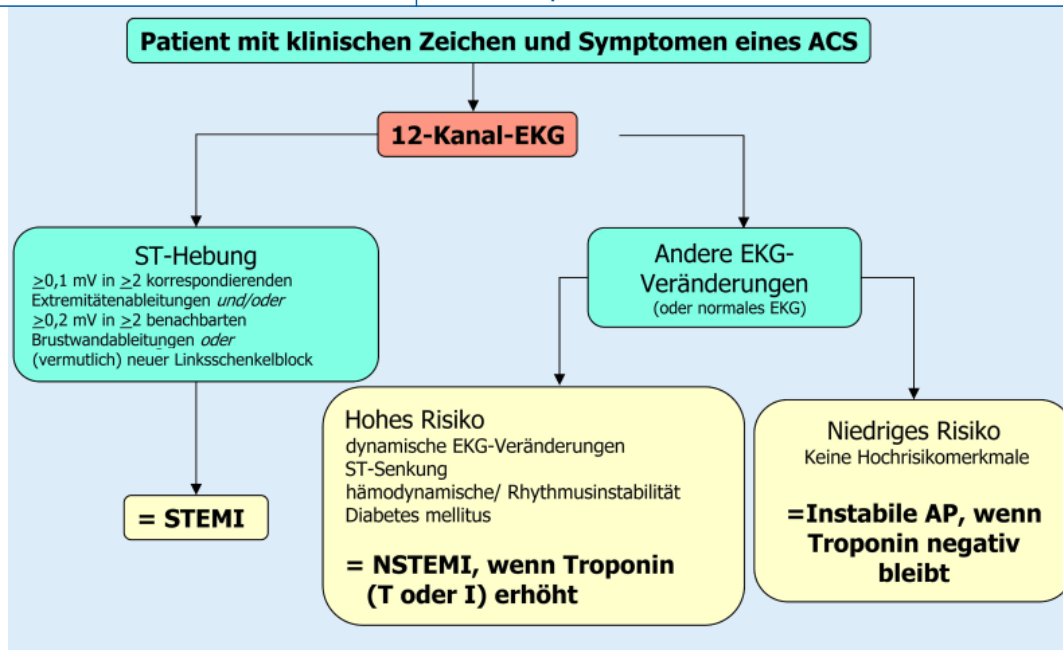 Patient mit klinischen Zeichen und Symptomen eines ACS
12-Kanal-EKG
ST-Hebung
≥0,1 mV in ≥2 korrespondierenden
Extremitätenableitungen und/oder
≥0,2 mV in ≥2 benachbarten
Brustwandableitungen oder
(vermutlich) neuer Linksschenkelblock
= STEMI
Andere EKG-
Veränderungen
(oder normales EKG)
Hohes Risiko
dynamische EKG-Veränderungen
ST-Senkung
hämodynamische/ Rhythmusinstabilität
Diabetes mellitus
= NSTEMI, wenn Troponin
(T oder I) erhöht
Niedriges Risiko
Keine Hochrisikomerkmale
=Instabile AP, wenn
Troponin negativ
bleibt